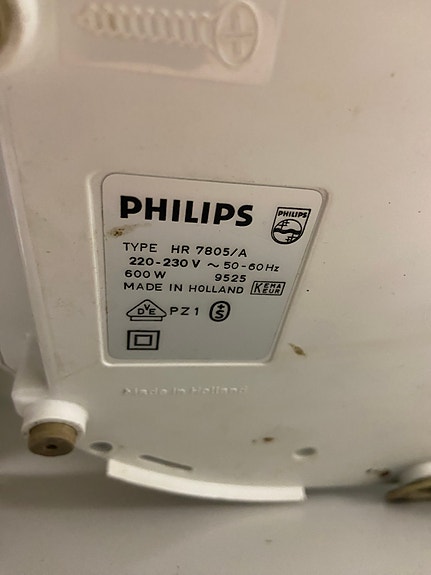 PHILIPS
PHILIPS
TYPE HR 7805/A
220-230 V ~ 50-60 Hz
600 W 9525
MADE IN HOLLAND KEMA KEUR
DVE PZ1 +S
Made in Holland